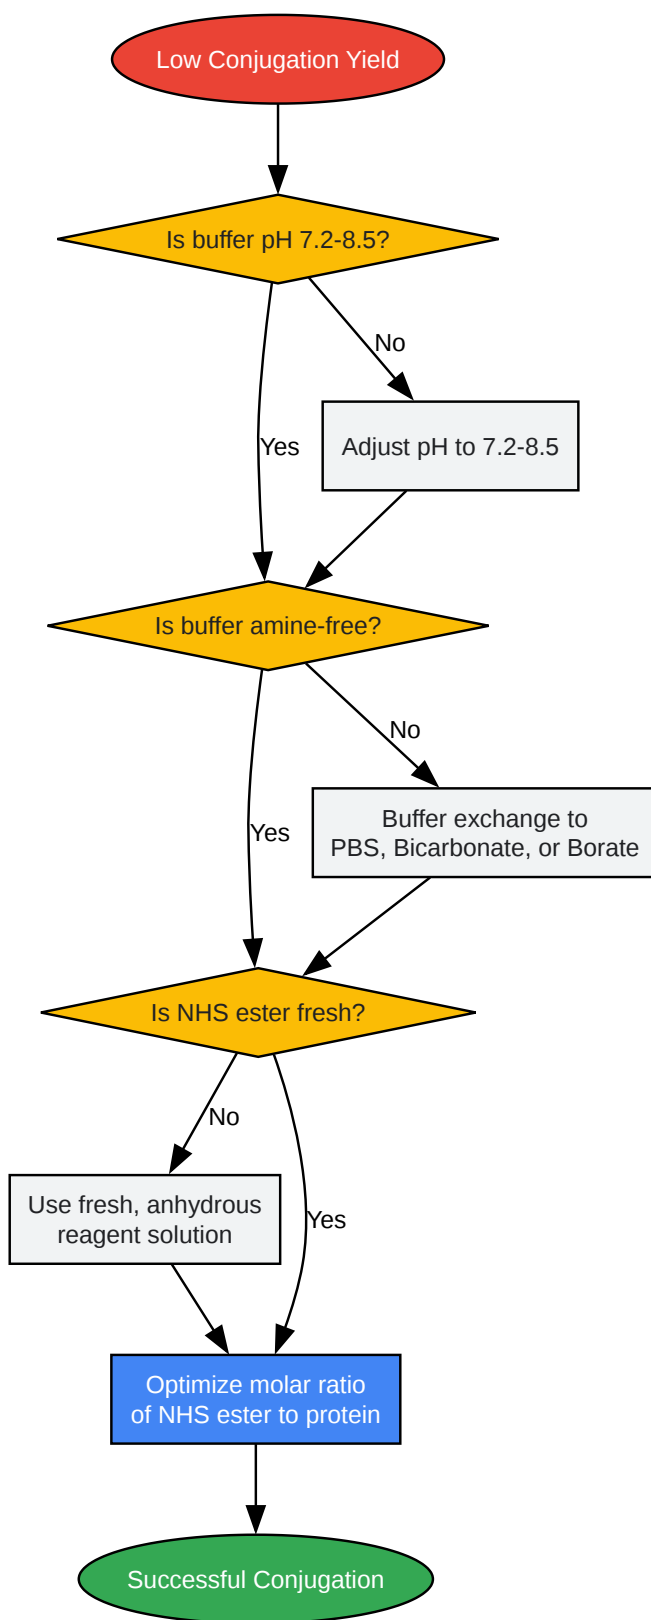 Low Conjugation Yield
Is buffer pH 7.2-8.5?
No
Adjust pH to 7.2-8.5
Yes
Is buffer amine-free?
No
Buffer exchange to
PBS, Bicarbonate, or Borate
Yes
Is NHS ester fresh?
No
Use fresh, anhydrous
reagent solution
Yes
Optimize molar ratio
of NHS ester to protein
Successful Conjugation